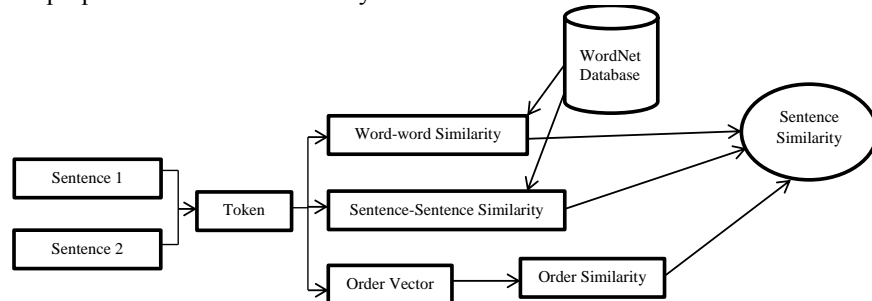 WordNet
Database
Sentence
Similarity
Word-word Similarity
Sentence 1
Token
Sentence-Sentence Similarity
Sentence 2
Order Vector
Order Similarity